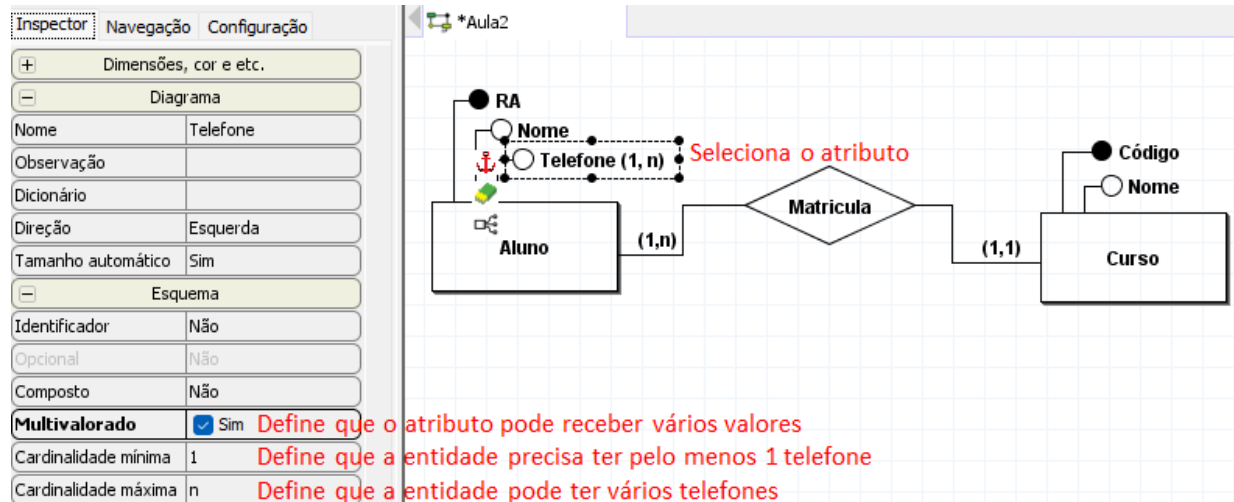 Inspector Navegação Configuração
*Aula2
Dimensões, cor e etc.
Diagrama
Nome Telefone
Observação
Dicionário
Direção Esquerda
Tamanho automático Sim
Esquema
Identificador Não
Opcional Não
Composto Não
Multivalorado Sim Define que o atributo pode receber vários valores
Cardinalidade mínima 1 Define que a entidade precisa ter pelo menos 1 telefone
Cardinalidade máxima n Define que a entidade pode ter vários telefones
RA
Nome
Telefone (1, n) Seleciona o atributo
Aluno
(1,n)
Matricula
(1,1)
Código
Nome
Curso